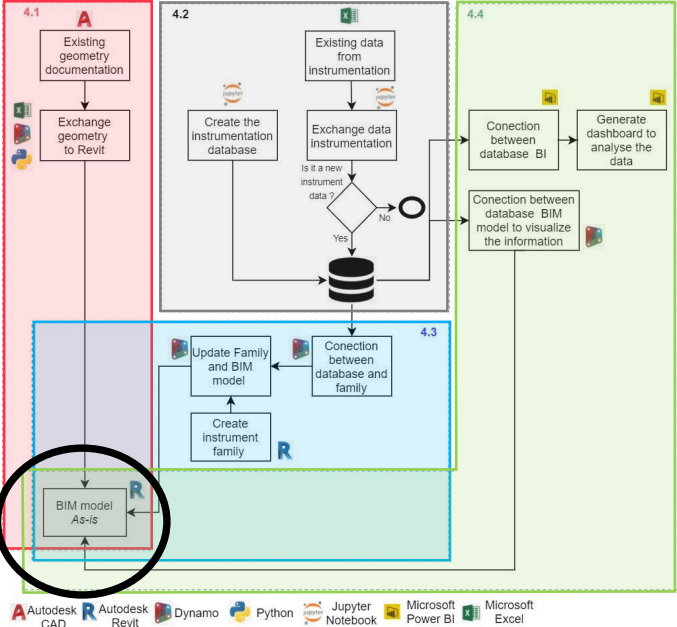 4.1
Existing
geometry
documentation
Exchange
geometry
to Revit
4.2
Existing data
from
instrumentation
jupyter
Create the
instrumentation
database
jupyter
Exchange data
instrumentation
Is it a new
instrument
data ?
No
Yes
4.4
Conection
between
database BI
Generate
dashboard to
analyse the
data
Conection between
database BIM
model to visualize
the information
4.3
Update Family
and BIM
model
Conection
between
database and
family
Create
instrument
family
R
BIM model
As-is
R
Autodesk
CAD
R Autodesk
Revit
Dynamo
Python
jupyter
Jupyter
Notebook
Microsoft
Power BI
Microsoft
Excel